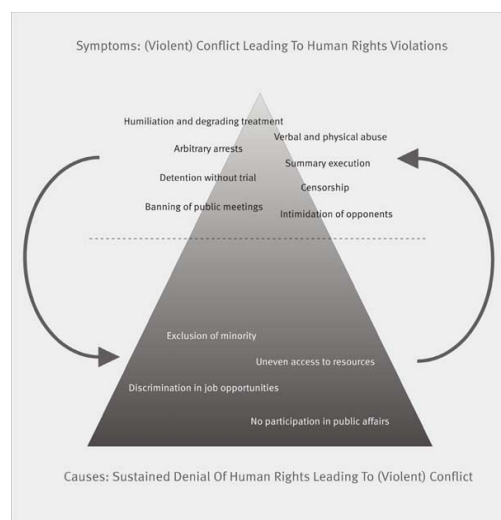 Symptoms: (Violent) Conflict Leading To Human Rights Violations
Humiliation and degrading treatment
Verbal and physical abuse
Arbitrary arrests
Summary execution
Detention without trial
Censorship
Banning of public meetings
Intimidation of opponents
Exclusion of minority
Uneven access to resources
Discrimination in job opportunities
No participation in public affairs
Causes: Sustained Denial Of Human Rights Leading To (Violent) Conflict